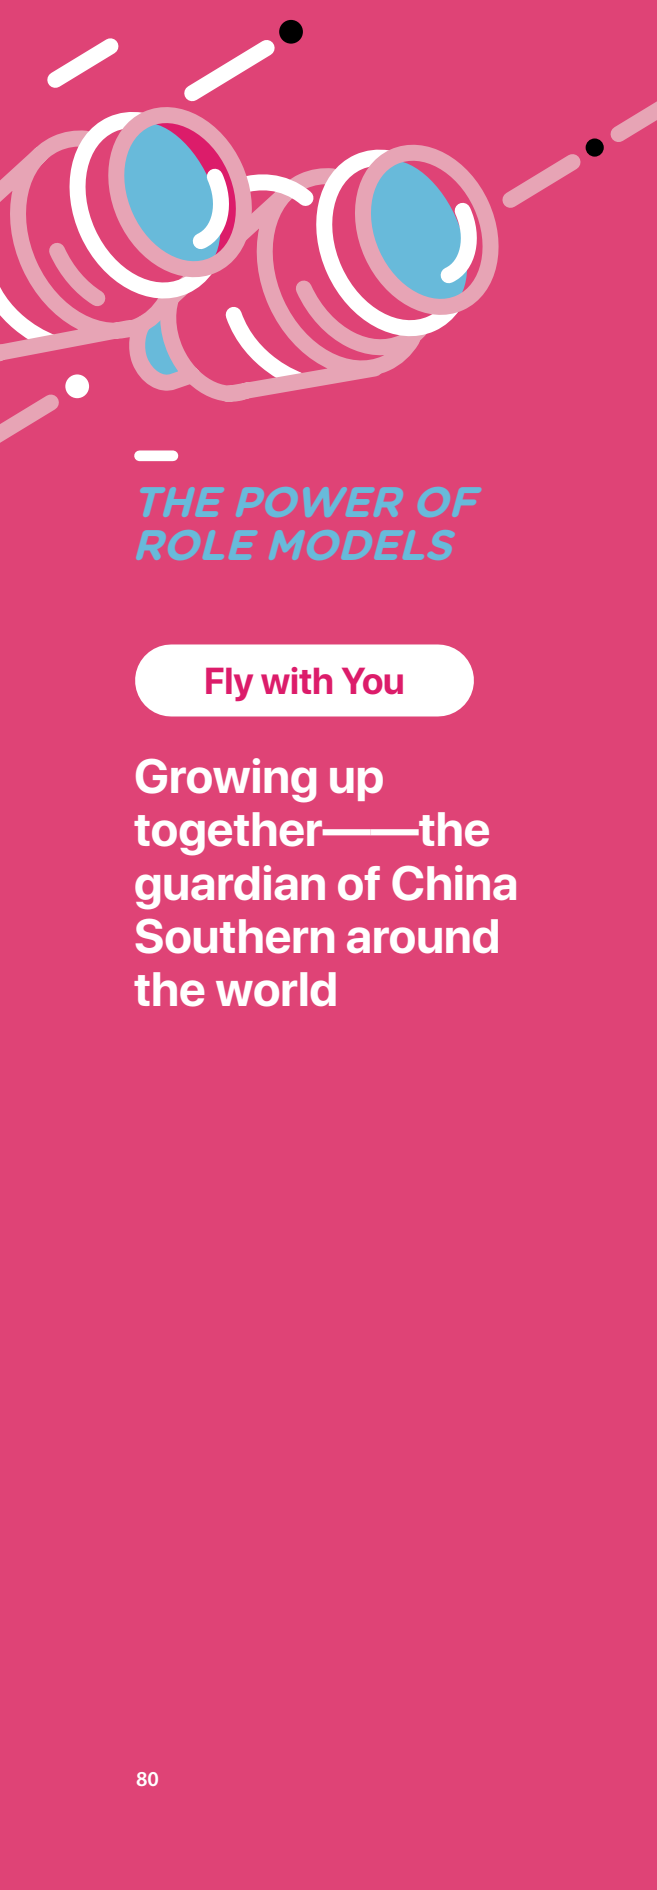 THE POWER OF
ROLE MODELS
Fly with You
Growing up
together——the
guardian of China
Southern around
the world
80